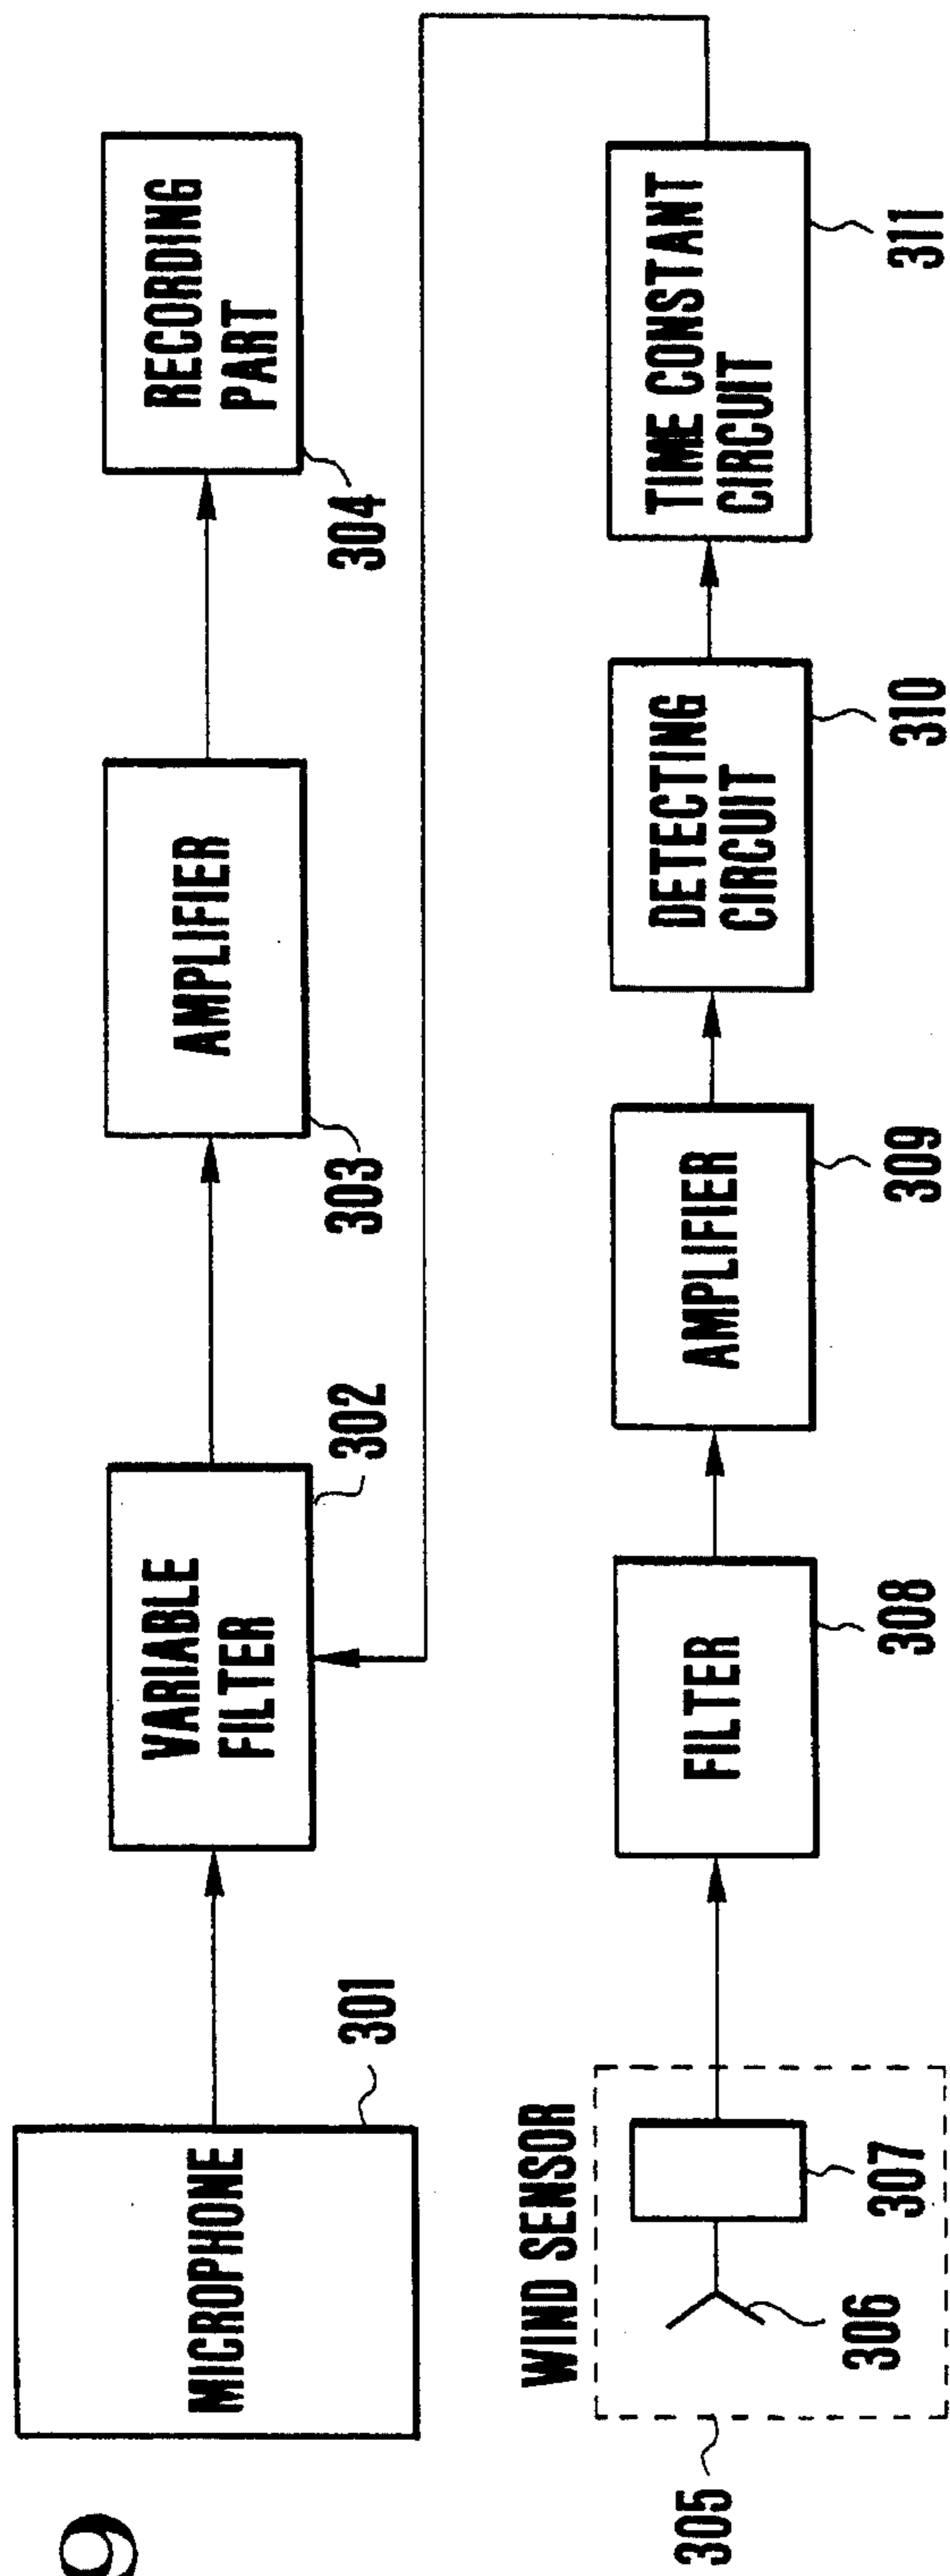 MICROPHONE
301
VARIABLE
FILTER
302
AMPLIFIER
303
RECORDING
PART
304
WIND SENSOR
305
306
307
FILTER
308
AMPLIFIER
309
DETECTING
CIRCUIT
310
TIME CONSTANT
CIRCUIT
311